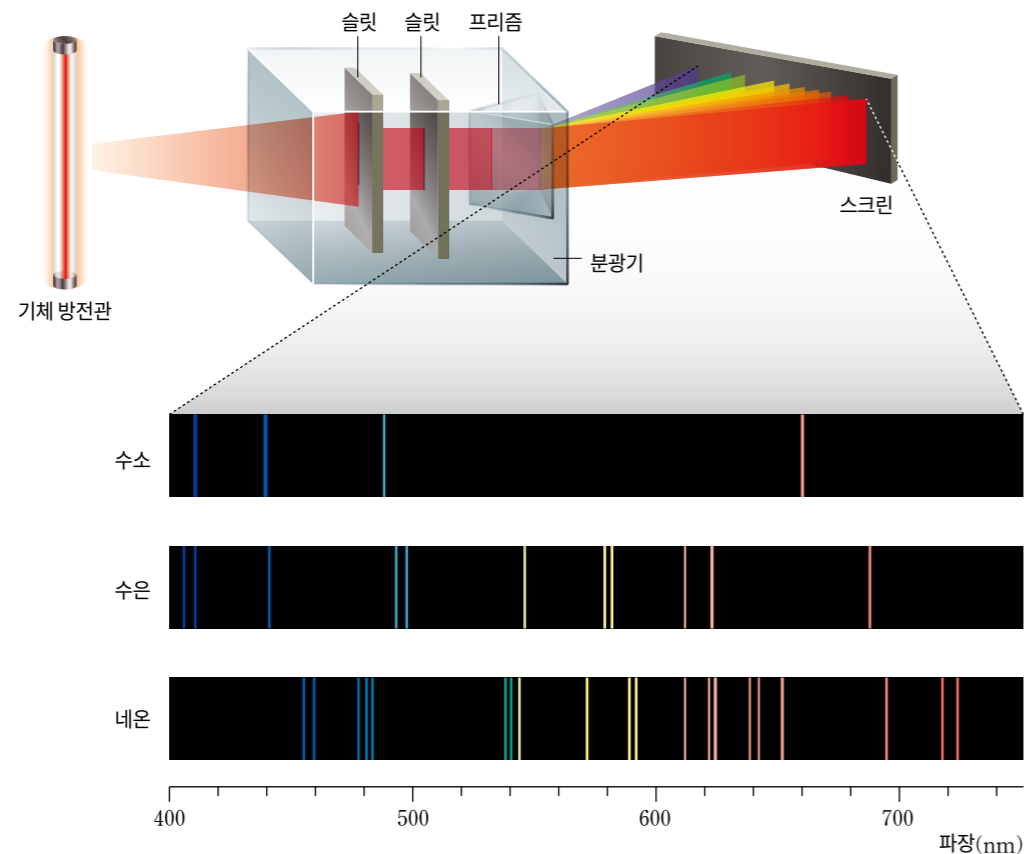 슬릿 슬릿 프리즘
스크린
분광기
기체 방전관
수소
수은
네온
400 500 600 700
파장(nm)